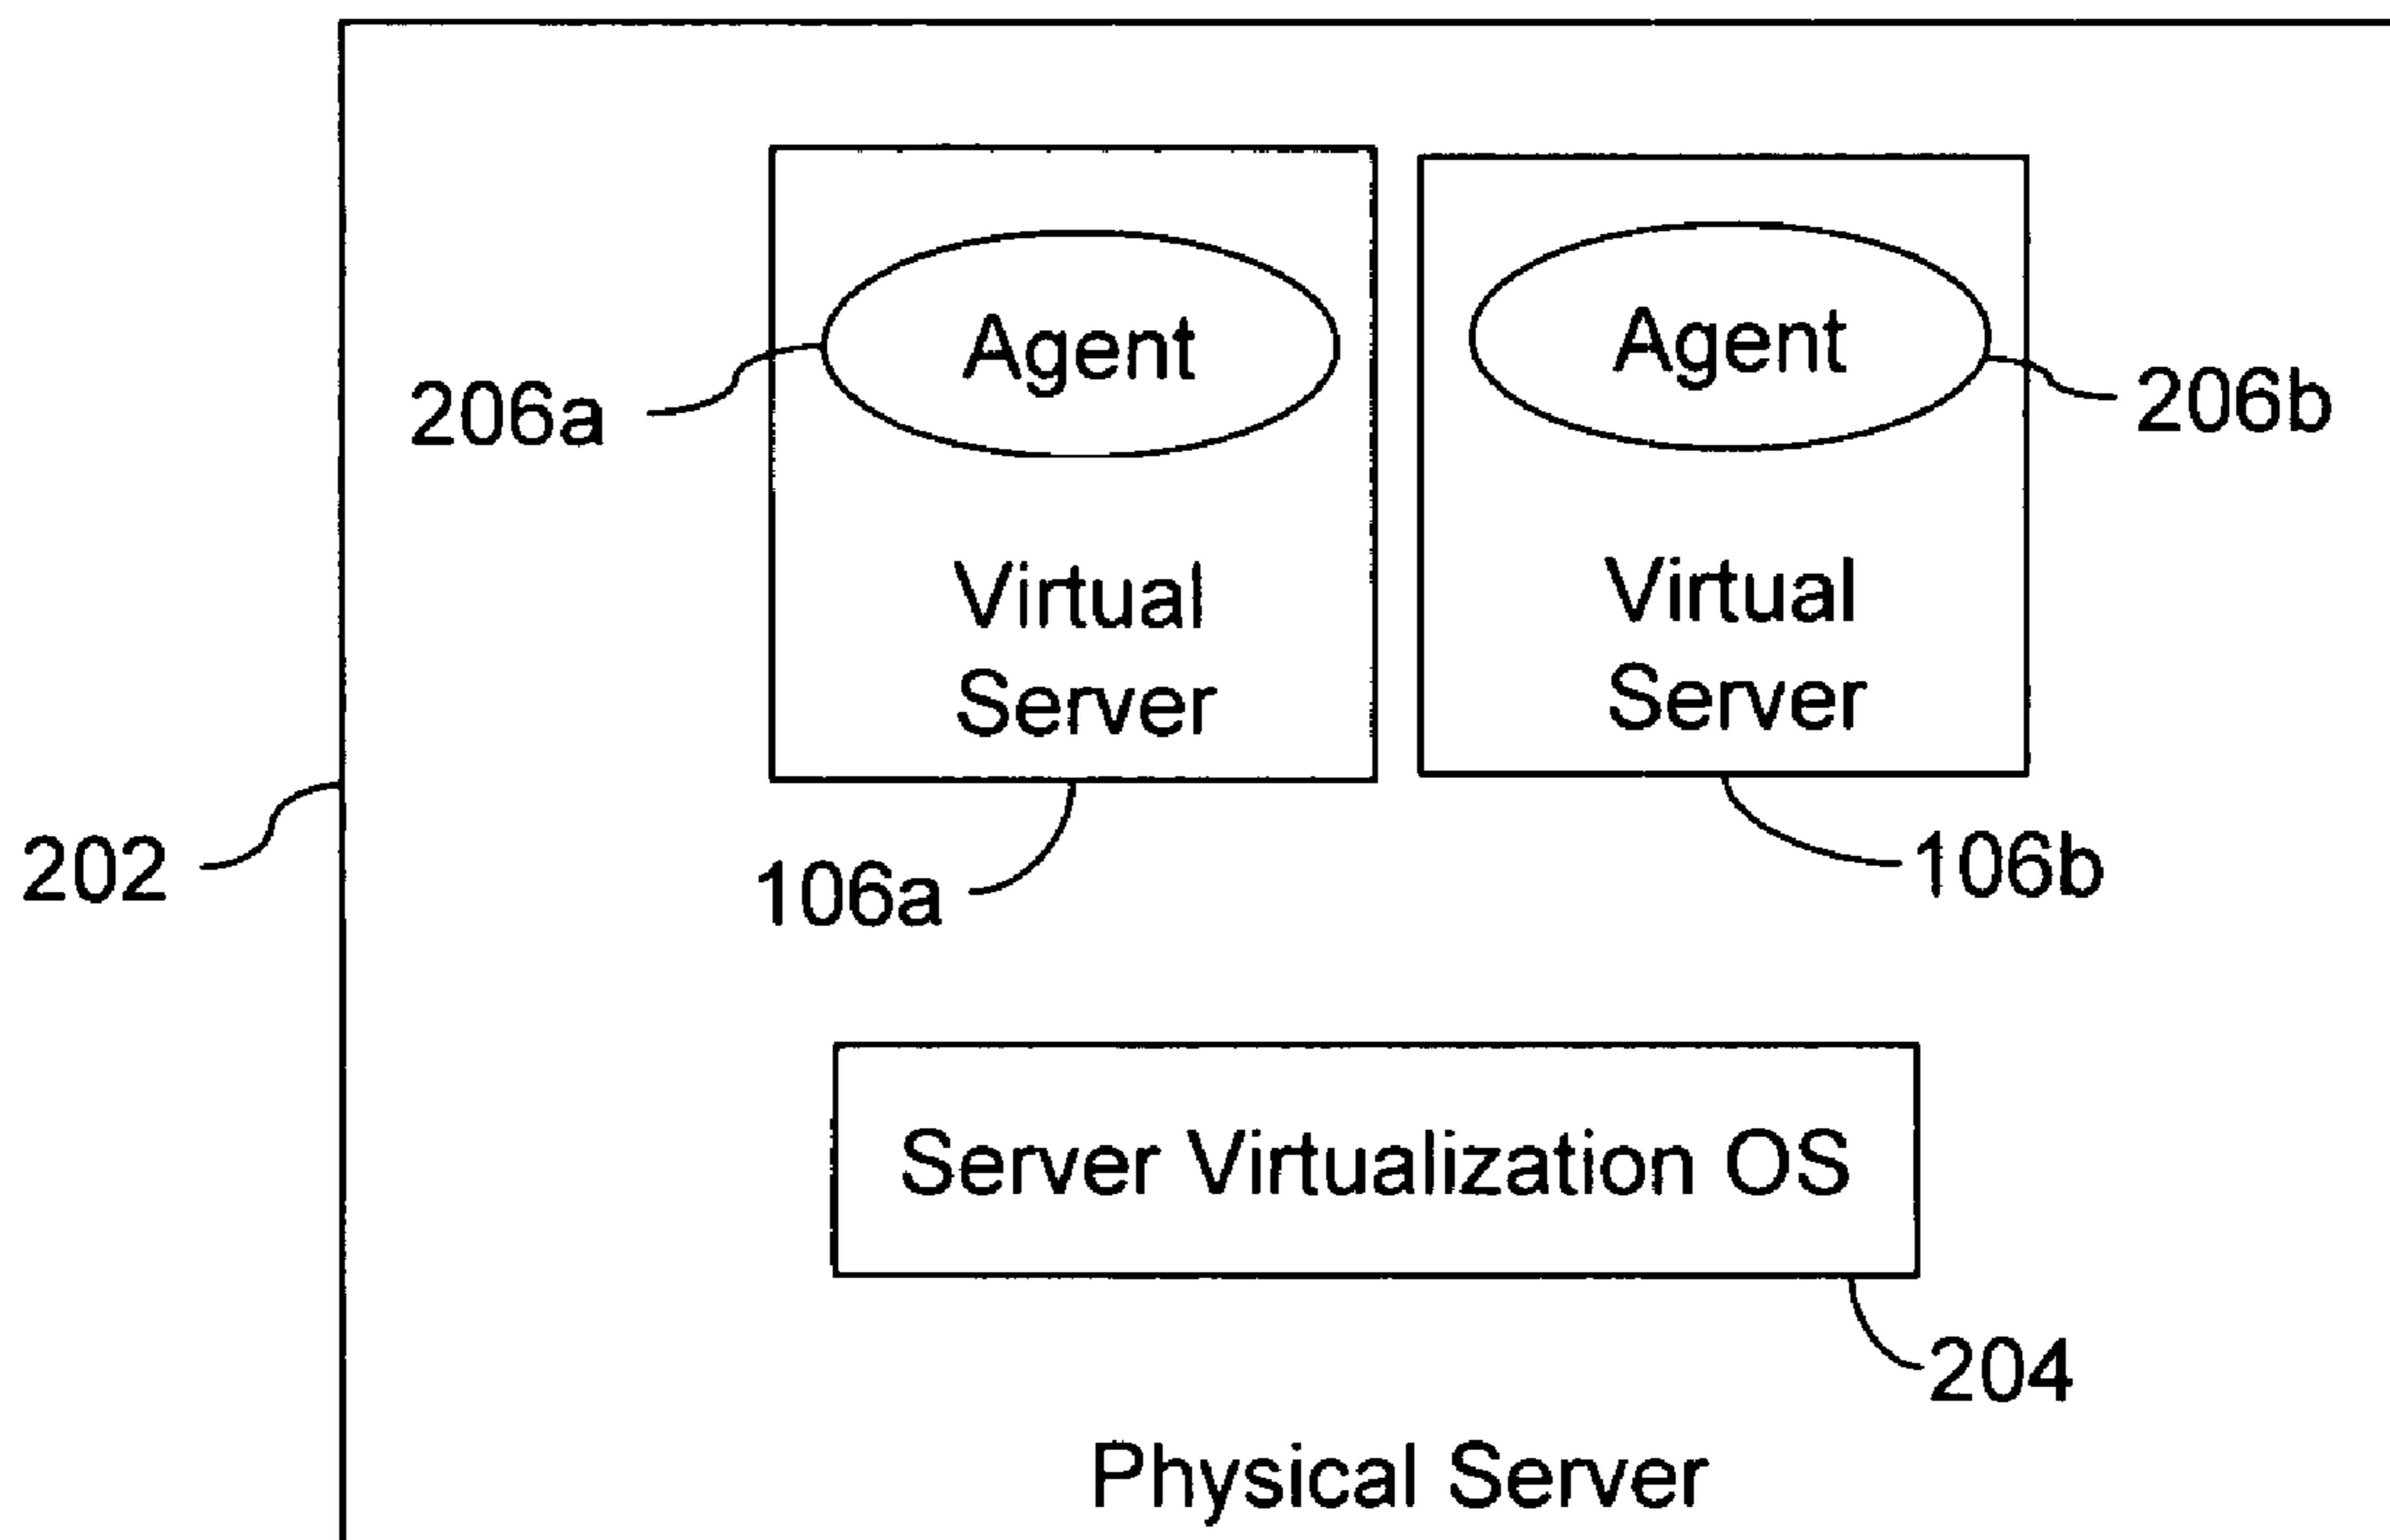 Agent
Agent
206a
206b
Virtual
Server
Virtual
Server
202
106a
106b
Server Virtualization OS
204
Physical Server